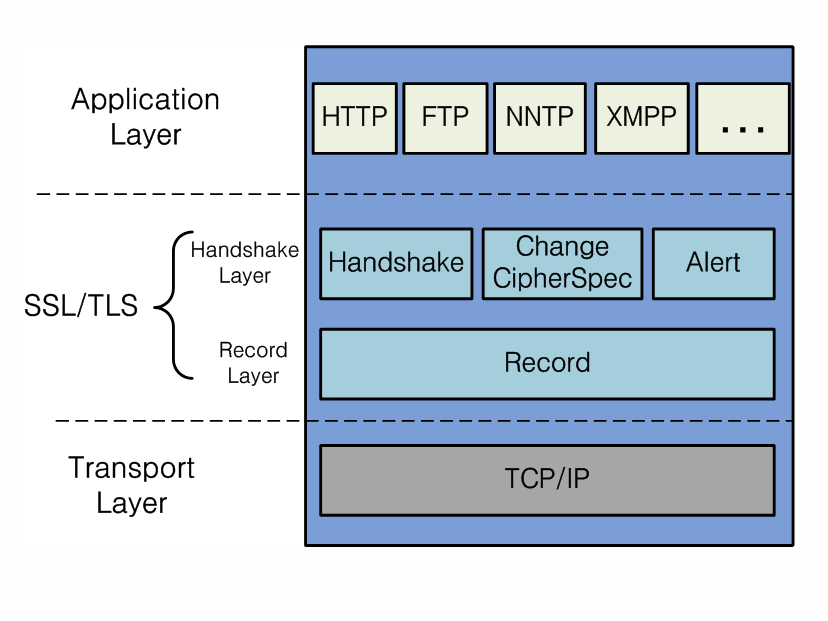 Application
Layer
HTTP
FTP
NNTP
XMPP
...
SSL/TLS
Handshake
Layer
Handshake
Change
CipherSpec
Alert
Record
Layer
Record
Transport
Layer
TCP/IP